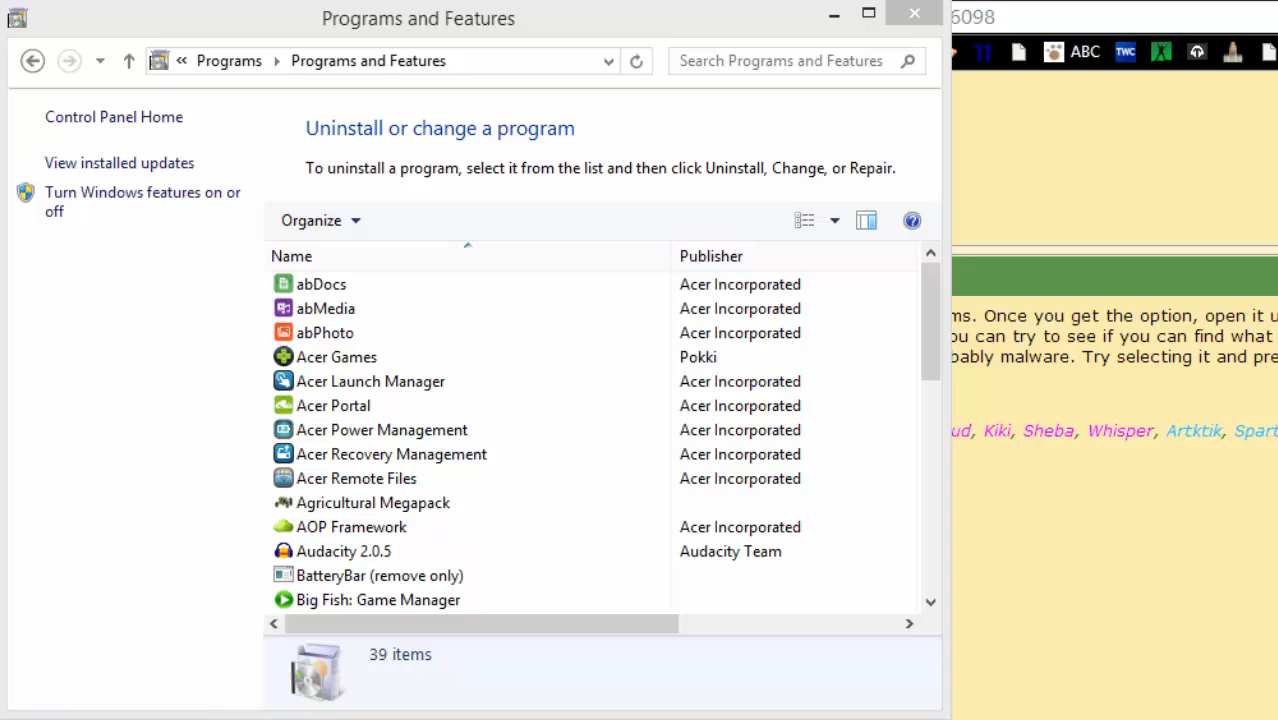 Programs and Features
« Programs Programs and Features
Search Programs and Features
Control Panel Home
View installed updates
Turn Windows features on or
off
Uninstall or change a program
To uninstall a program, select it from the list and then click Uninstall, Change, or Repair.
Organize
Name Publisher
abDocs Acer Incorporated
abMedia Acer Incorporated
abPhoto Acer Incorporated
Acer Games Pokki
Acer Launch Manager Acer Incorporated
Acer Portal Acer Incorporated
Acer Power Management Acer Incorporated
Acer Recovery Management Acer Incorporated
Acer Remote Files Acer Incorporated
Agricultural Megapack
AOP Framework Acer Incorporated
Audacity 2.0.5 Audacity Team
BatteryBar (remove only)
Big Fish: Game Manager
39 items
6098
ABC TWC
ms. Once you get the option, open it u
ou can try to see if you can find what
bably malware. Try selecting it and pre
ud, Kiki, Sheba, Whisper, Artktik, Spart